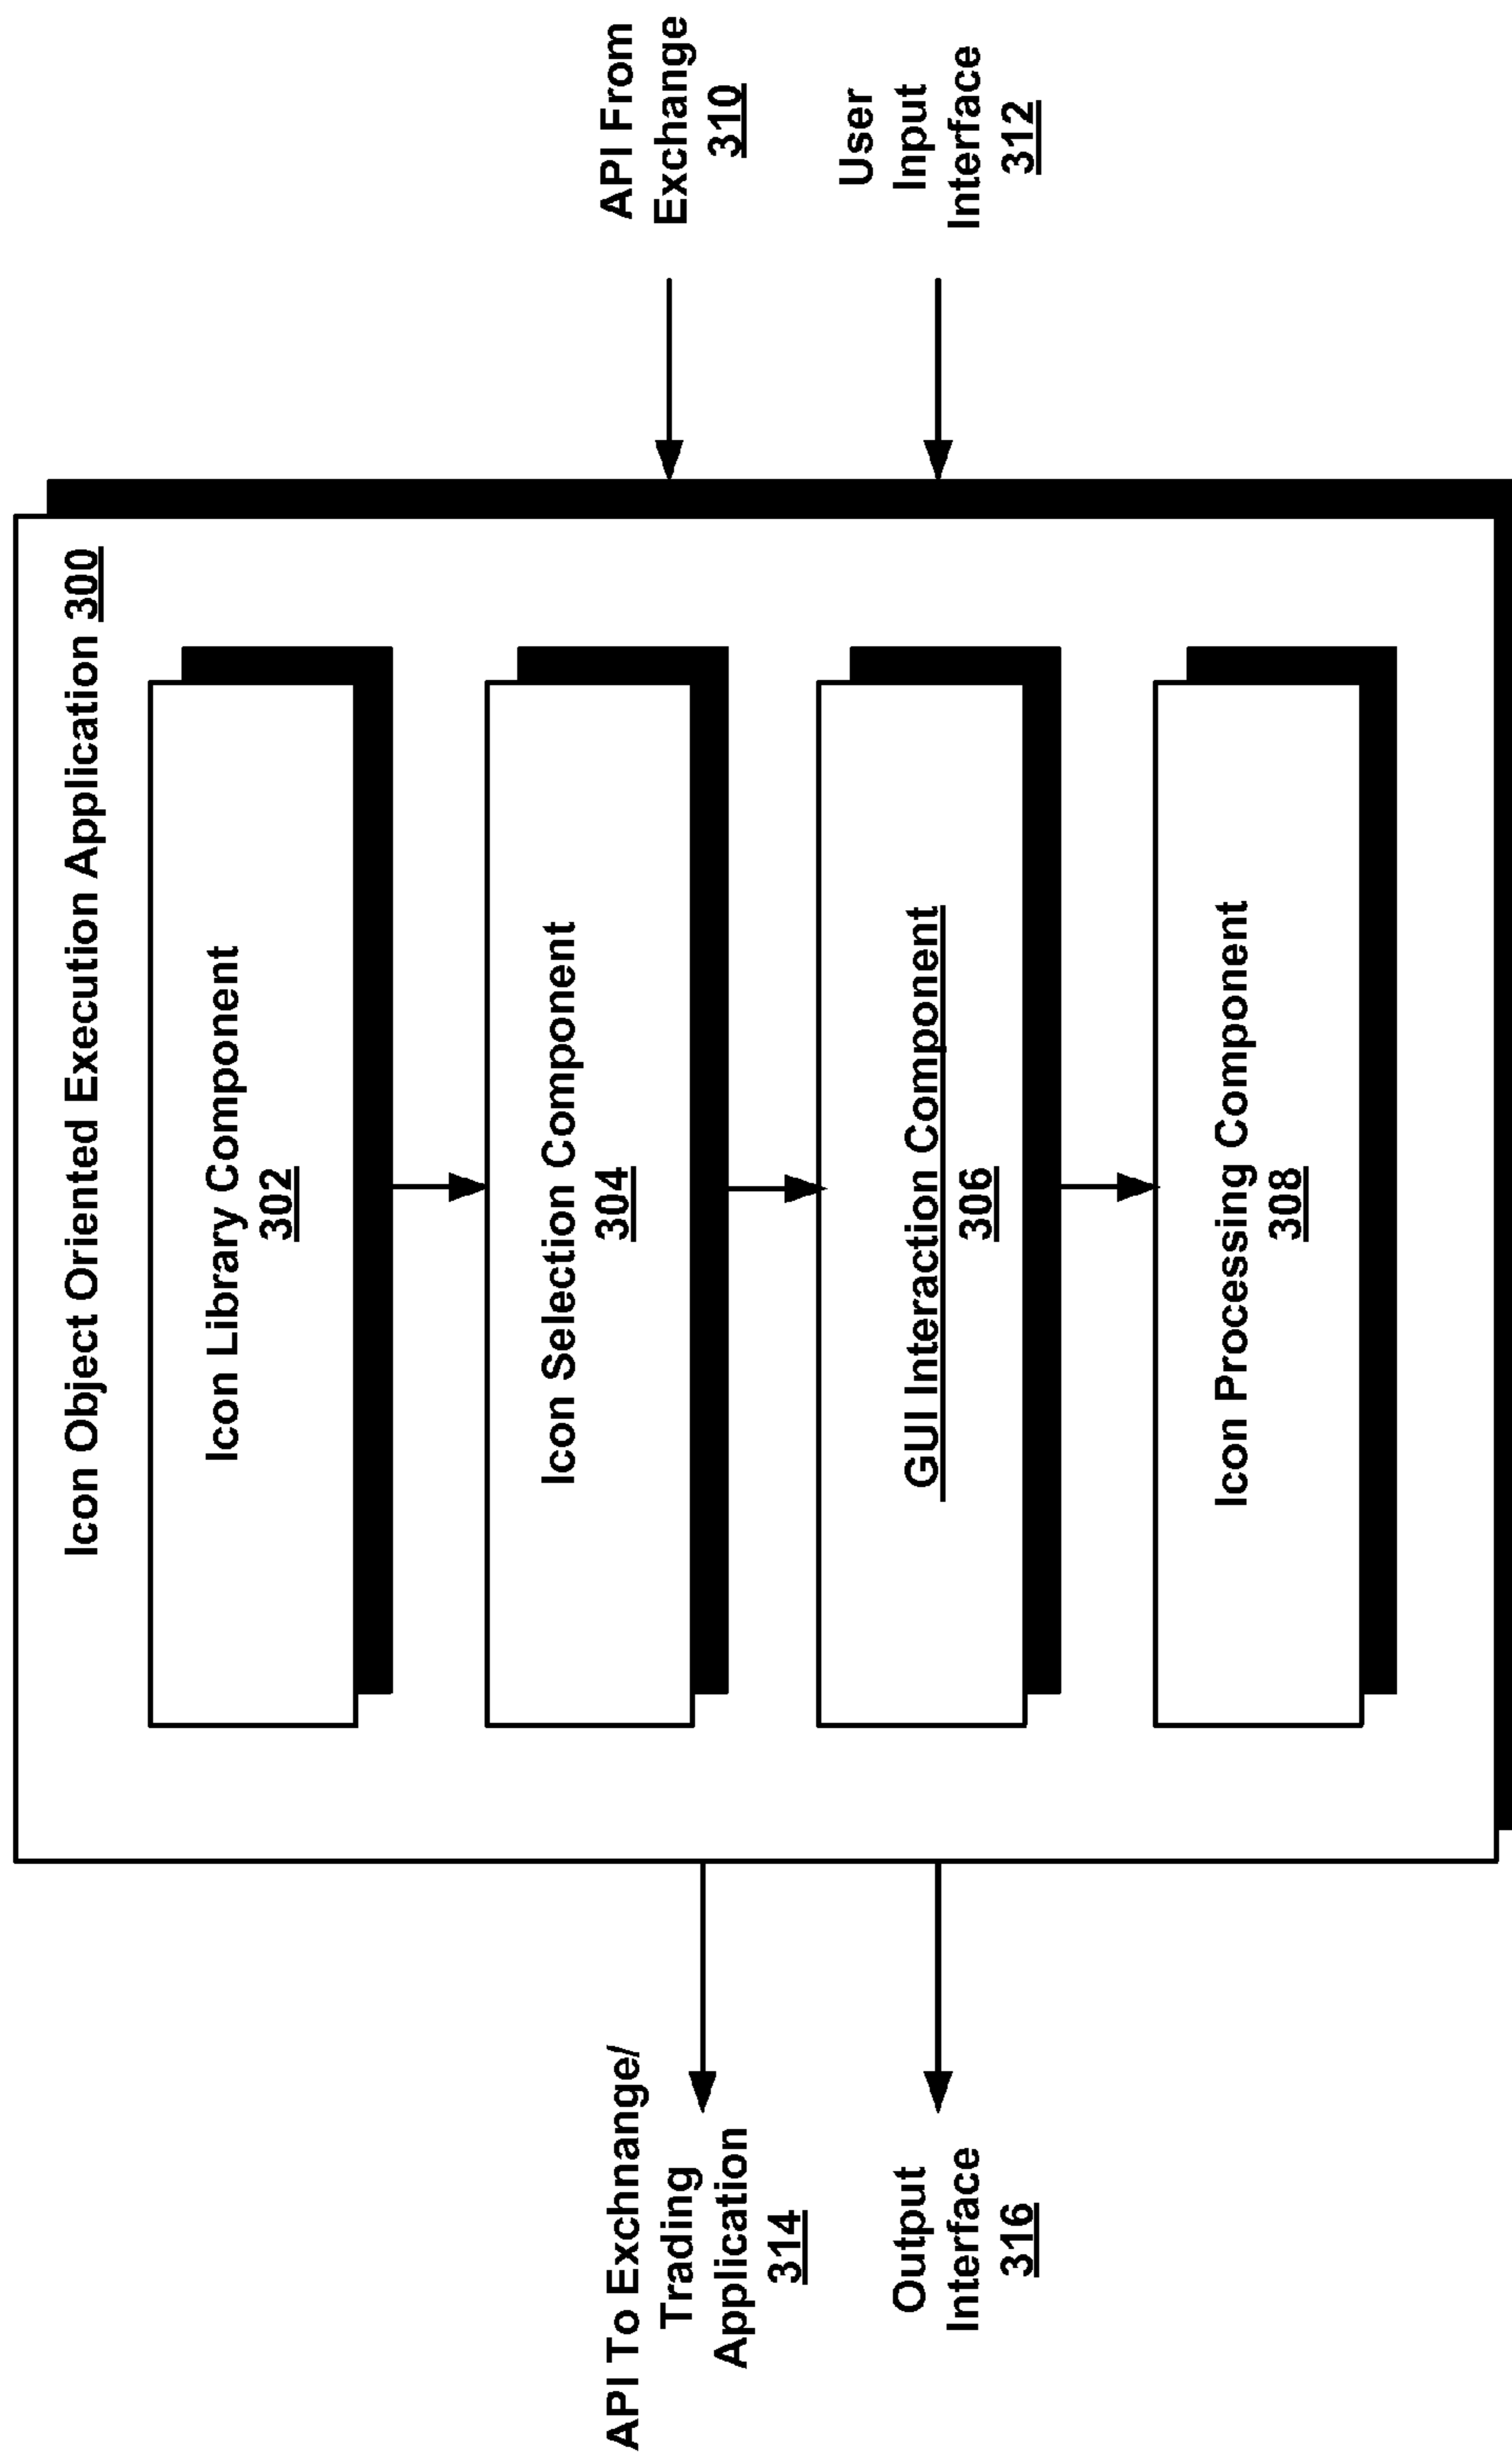 Icon Object Oriented Execution Application 300
Icon Library Component
302
Icon Selection Component
304
GUI Interaction Component
306
Icon Processing Component
308
API To Exchnange/
Trading
Application
314
Output
Interface
316
API From
Exchange
310
User
Input
Interface
312